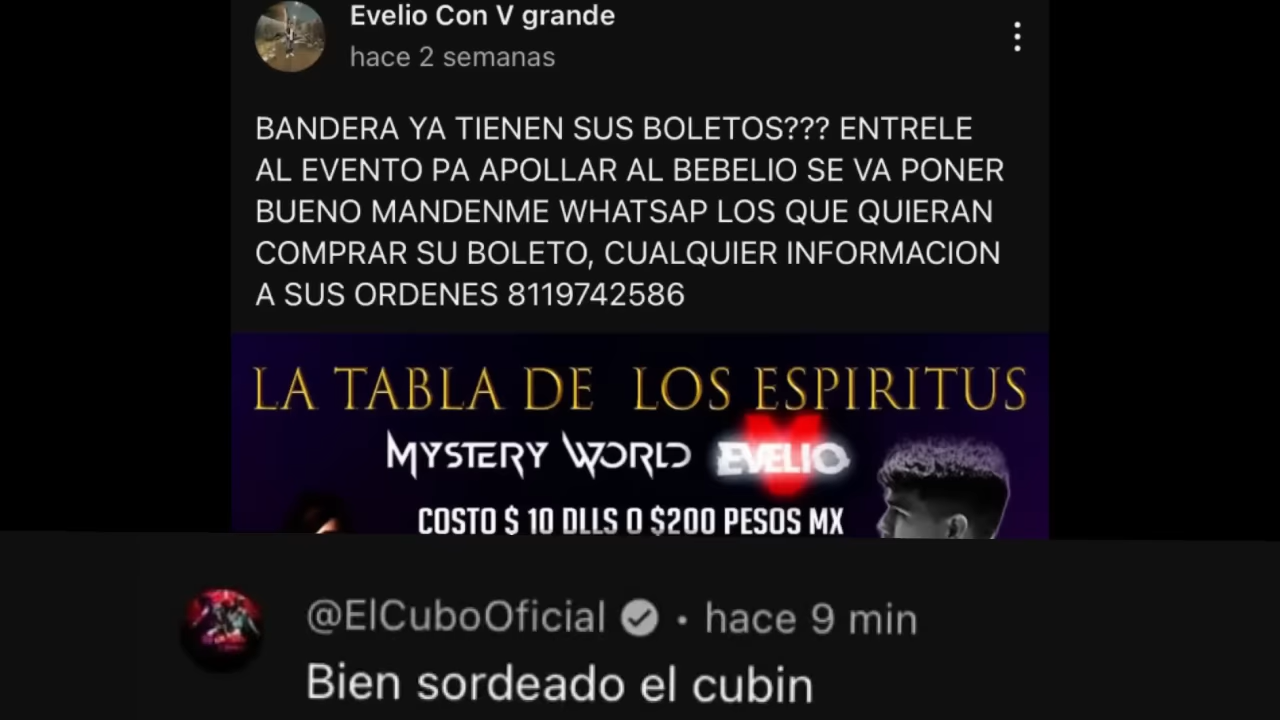 Evelio Con V grande
hace 2 semanas
BANDERA YA TIENEN SUS BOLETOS??? ENTRELE
AL EVENTO PA APOLLAR AL BEBELIO SE VA PONER
BUENO MANDENME WHATSAP LOS QUE QUIERAN
COMPRAR SU BOLETO, CUALQUIER INFORMACION
A SUS ORDENES 8119742586
LA TABLA DE LOS ESPIRITUS
MYSTERY WORLD EVELIO
COSTO $ 10 DLLS O $200 PESOS MX
@ElCuboOficial · hace 9 min
Bien sordeado el cubin